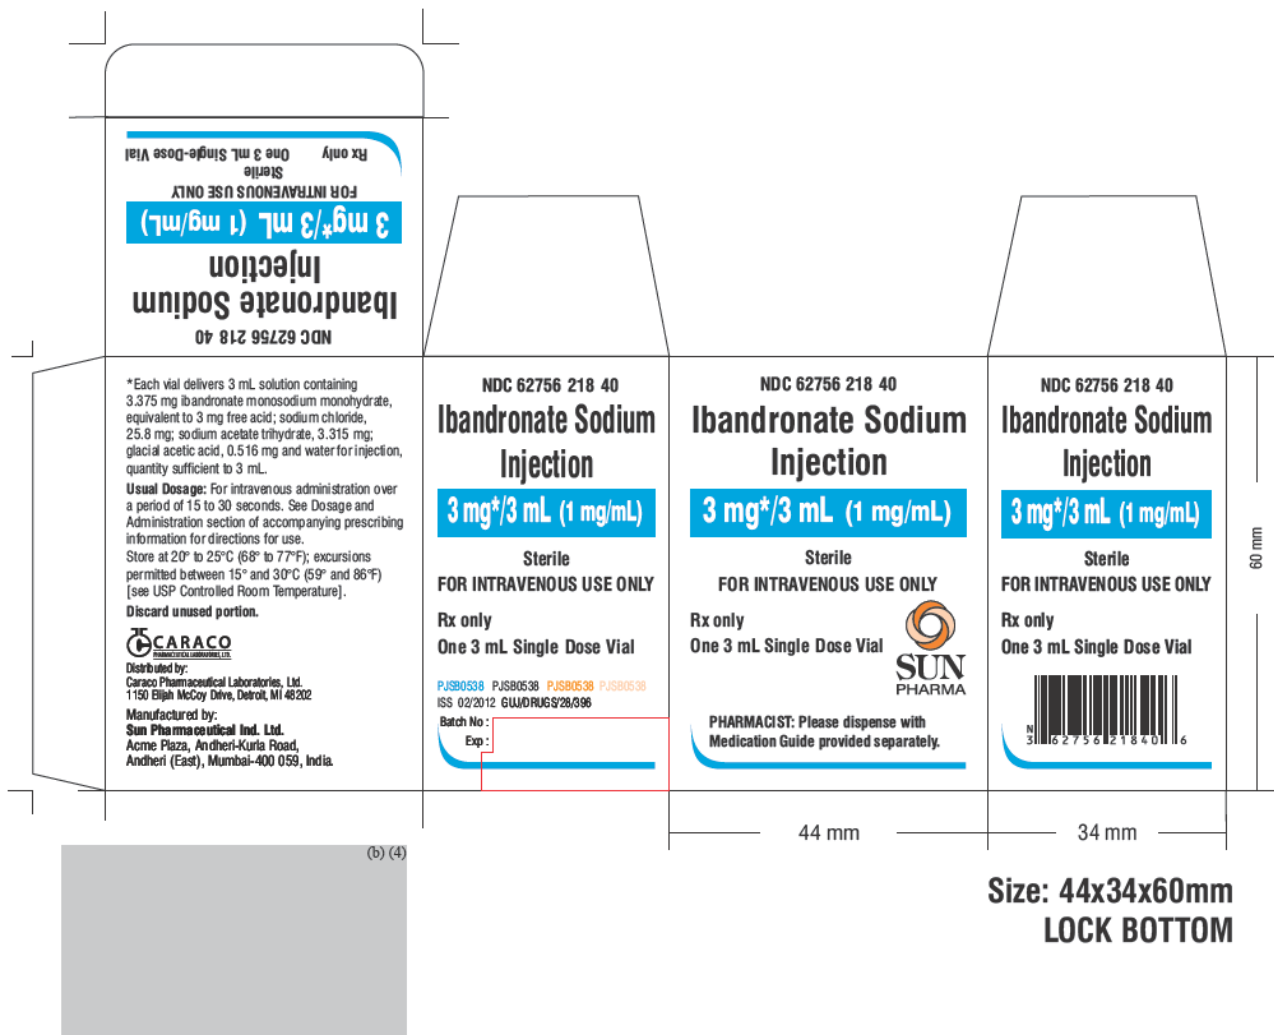 NDC 62756 218 40
Ibandronate Sodium
Injection
3 mg*/3 mL (1 mg/mL)
FOR INTRAVENOUS USE ONLY
Sterile
Rx only One 3 mL Single-Dose Vial
*Each vial delivers 3 mL solution containing
3.375 mg ibandronate monosodium monohydrate,
equivalent to 3 mg free acid; sodium chloride,
25.8 mg; sodium acetate trihydrate, 3.315 mg;
glacial acetic acid, 0.516 mg and water for injection,
quantity sufficient to 3 mL.
Usual Dosage: For intravenous administration over
a period of 15 to 30 seconds. See Dosage and
Administration section of accompanying prescribing
information for directions for use.
Store at 20° to 25°C (68° to 77°F); excursions
permitted between 15° and 30°C (59° and 86°F)
[see USP Controlled Room Temperature].
Discard unused portion.
CARACO
PHARMACEUTICAL LABORATORIES, LTD.
Distributed by:
Caraco Pharmaceutical Laboratories, Ltd.
1150 Elijah McCoy Drive, Detroit, MI 48202
Manufactured by:
Sun Pharmaceutical Ind. Ltd.
Acme Plaza, Andheri-Kurla Road,
Andheri (East), Mumbai-400 059, India.
NDC 62756 218 40
Ibandronate Sodium
Injection
3 mg*/3 mL (1 mg/mL)
Sterile
FOR INTRAVENOUS USE ONLY
Rx only
One 3 mL Single Dose Vial
PJSB0538 PJSB0538 PJSB0538 PJSB0538
ISS 02/2012 GUJ/DRUGS/28/396
Batch No :
Exp :
NDC 62756 218 40
Ibandronate Sodium
Injection
3 mg*/3 mL (1 mg/mL)
Sterile
FOR INTRAVENOUS USE ONLY
Rx only
One 3 mL Single Dose Vial
SUN
PHARMA
PHARMACIST: Please dispense with
Medication Guide provided separately.
NDC 62756 218 40
Ibandronate Sodium
Injection
3 mg*/3 mL (1 mg/mL)
Sterile
FOR INTRAVENOUS USE ONLY
Rx only
One 3 mL Single Dose Vial
N
3 62756 21840 6
60 mm
44 mm
34 mm
(b) (4)
Size: 44x34x60mm
LOCK BOTTOM